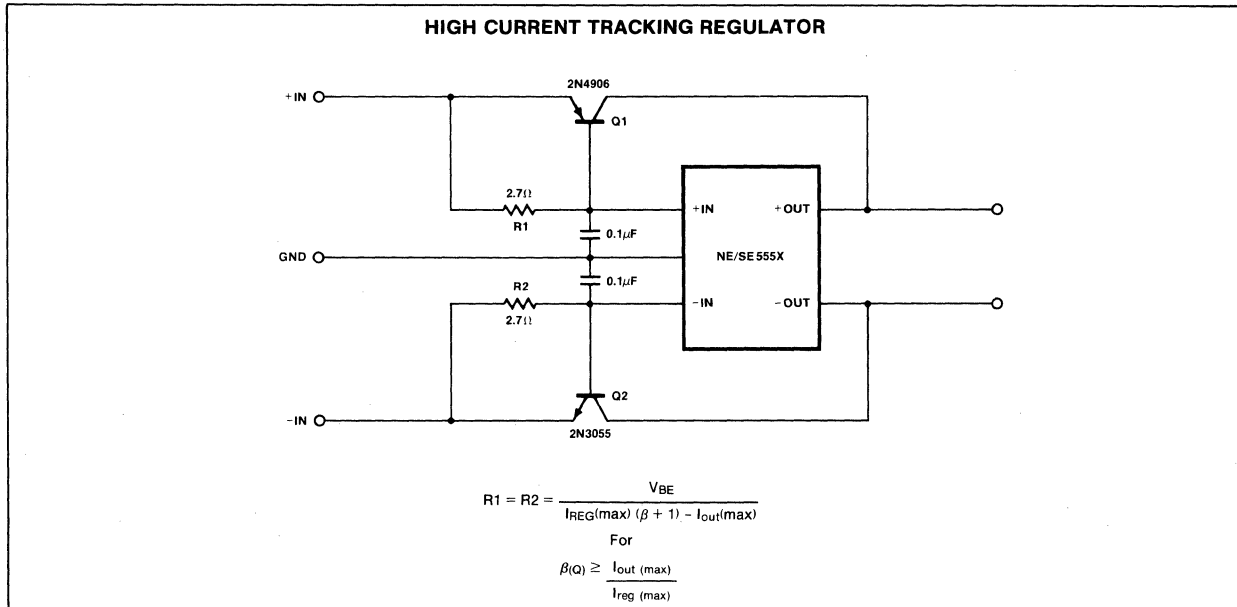 HIGH CURRENT TRACKING REGULATOR
2N4906
+IN
Q1
2.7Ω
R1
+IN
+OUT
0.1μF
GND
NE/SE555X
R2
0.1μF
2.7Ω
−IN
−OUT
Q2
−IN
2N3055
R1 = R2 = VBE / IREG(max) (β + 1) − Iout(max)
For
β(Q) ≥ Iout (max) / Ireg (max)